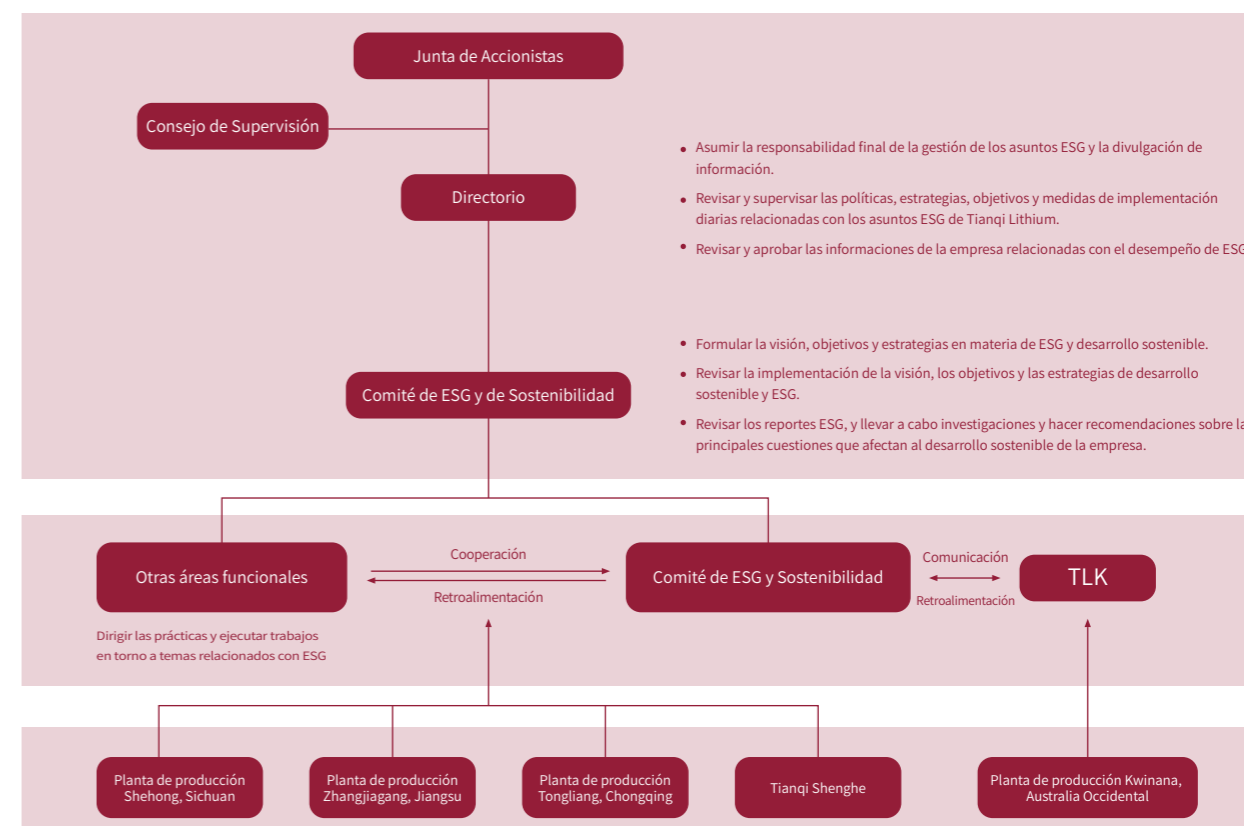 Junta de Accionistas
Consejo de Supervisión
Directorio
• Asumir la responsabilidad final de la gestión de los asuntos ESG y la divulgación de
información.
• Revisar y supervisar las políticas, estrategias, objetivos y medidas de implementación
diarias relacionadas con los asuntos ESG de Tianqi Lithium.
• Revisar y aprobar las informaciones de la empresa relacionadas con el desempeño de ESG
Comité de ESG y de Sostenibilidad
• Formular la visión, objetivos y estrategias en materia de ESG y desarrollo sostenible.
• Revisar la implementación de la visión, los objetivos y las estrategias de desarrollo
sostenible y ESG.
• Revisar los reportes ESG, y llevar a cabo investigaciones y hacer recomendaciones sobre
principales cuestiones que afectan al desarrollo sostenible de la empresa.
Otras áreas funcionales
Cooperación
Retroalimentación
Comité de ESG y Sostenibilidad
Comunicación
Retroalimentación
TLK
Dirigir las prácticas y ejecutar trabajos
en torno a temas relacionados con ESG
Planta de producción
Shehong, Sichuan
Planta de producción
Zhangjiagang, Jiangsu
Planta de producción
Tongliang, Chongqing
Tianqi Shenghe
Planta de producción Kwinana,
Australia Occidental